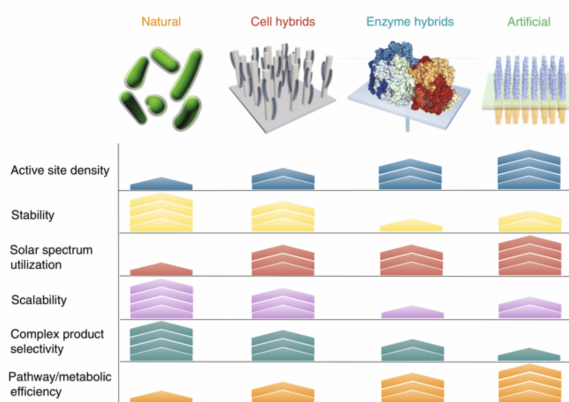 Natural
Cell hybrids
Enzyme hybrids
Artificial
Active site density
Stability
Solar spectrum
utilization
Scalability
Complex product
selectivity
Pathway/metabolic
efficiency